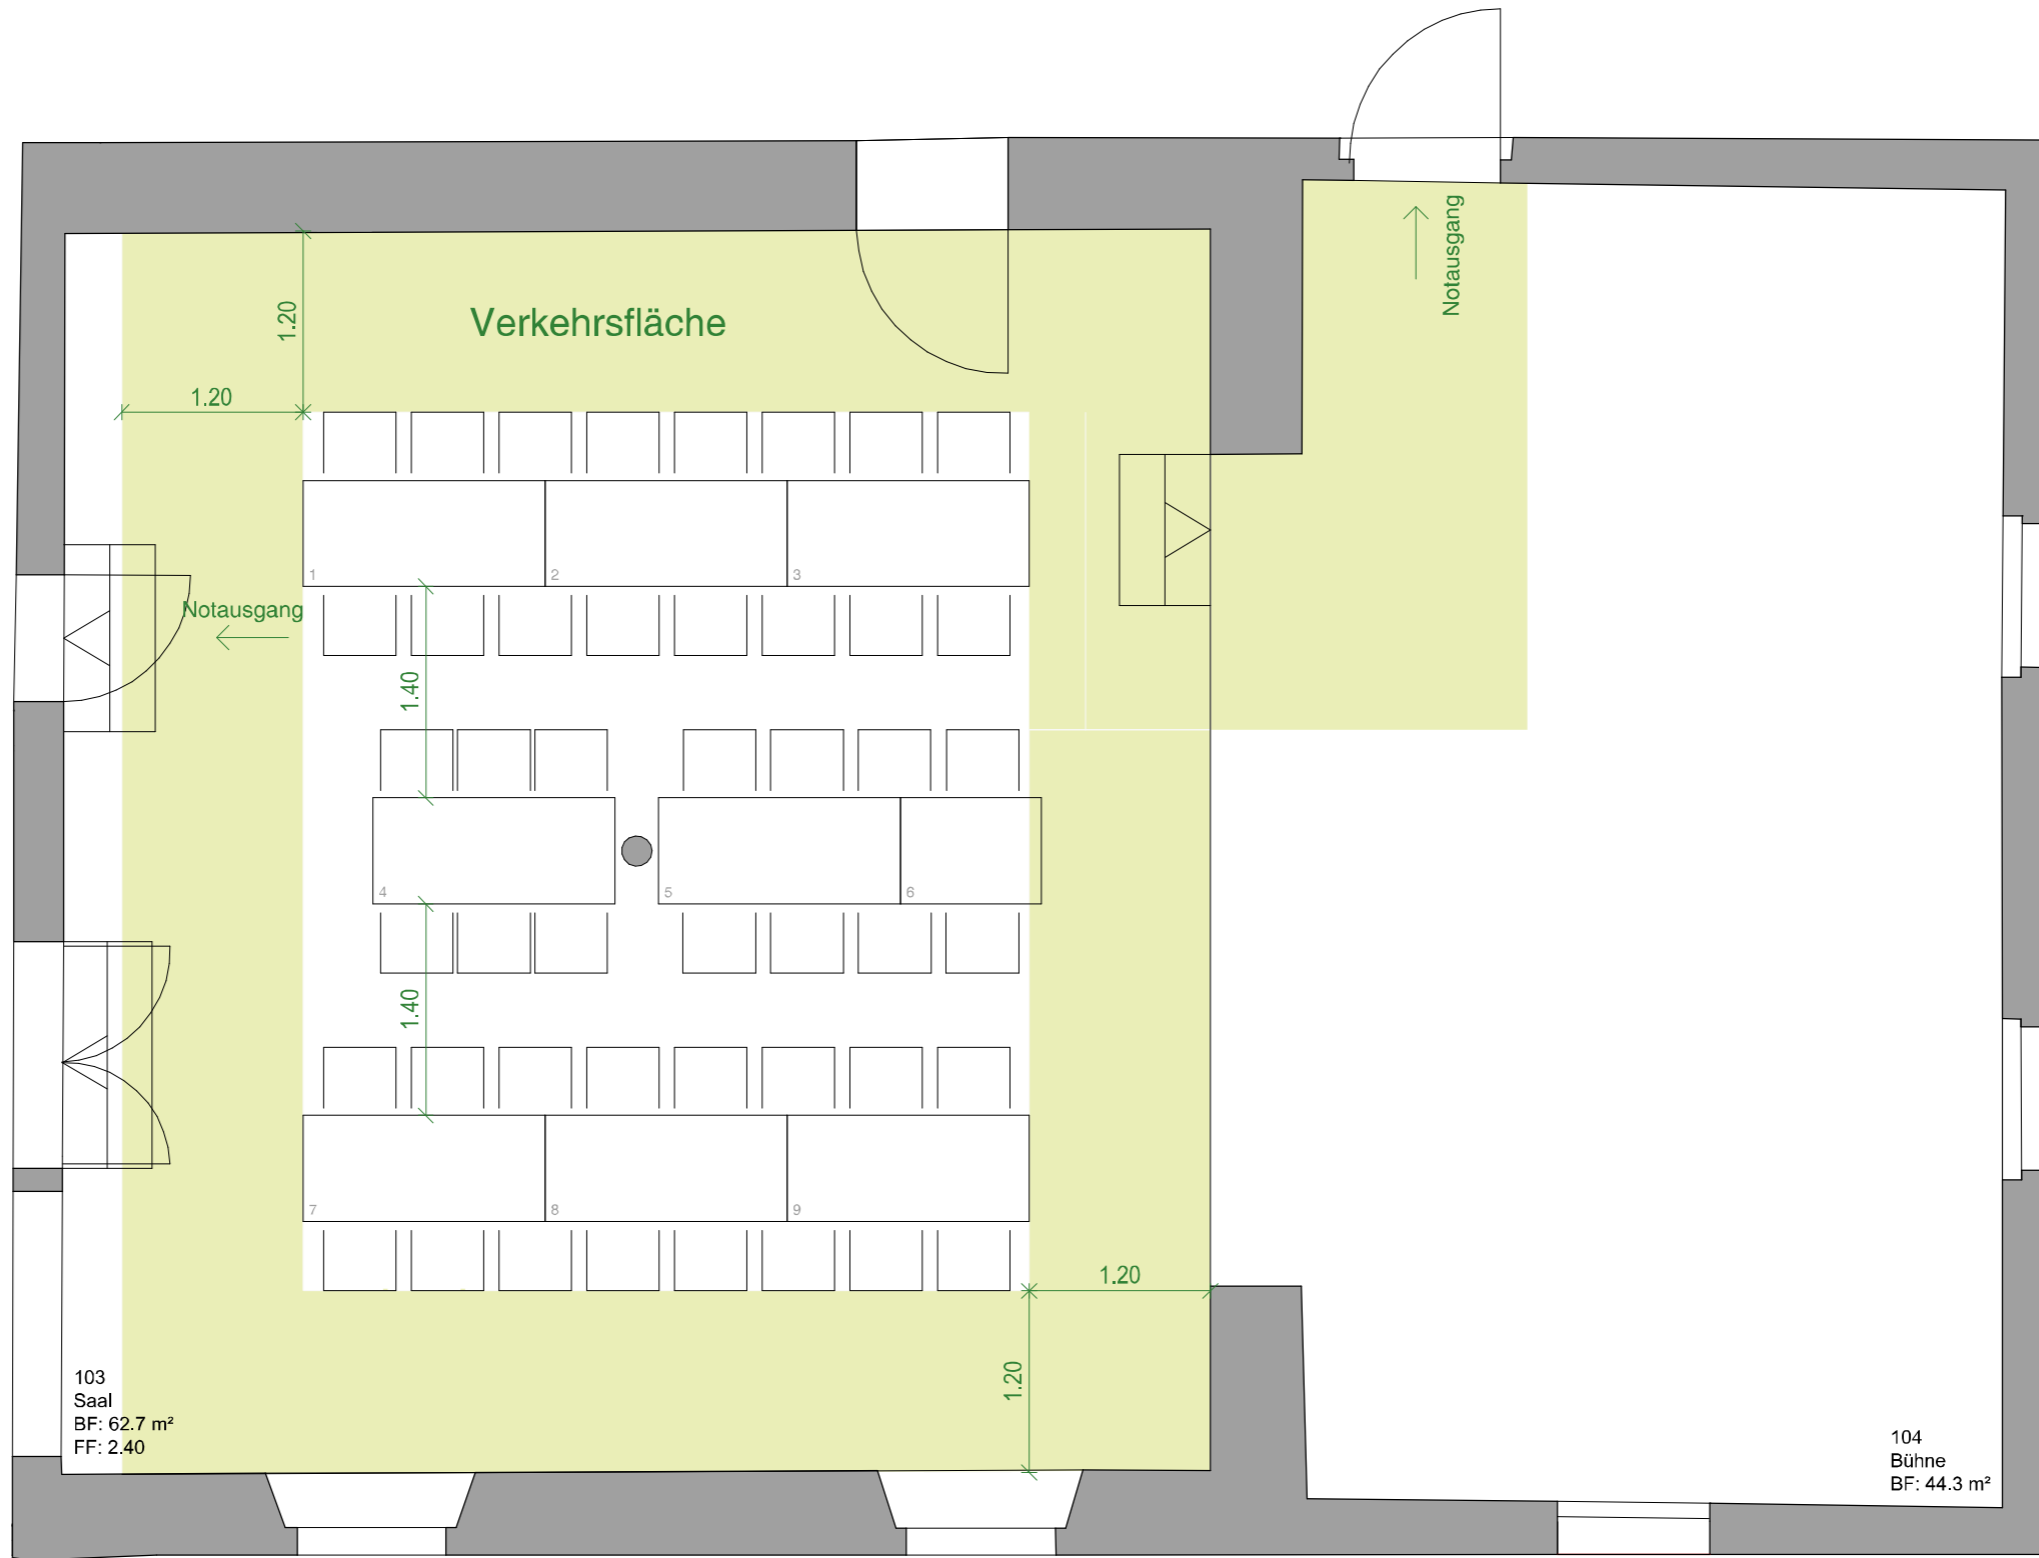 Notausgang
1.20
Verkehrsfläche
1.20
1
2
3
Notausgang
1.40
4
5
6
1.40
7
8
9
1.20
1.20
103
Saal
BF: 62.7 m²
FF: 2.40
104
Bühne
BF: 44.3 m²